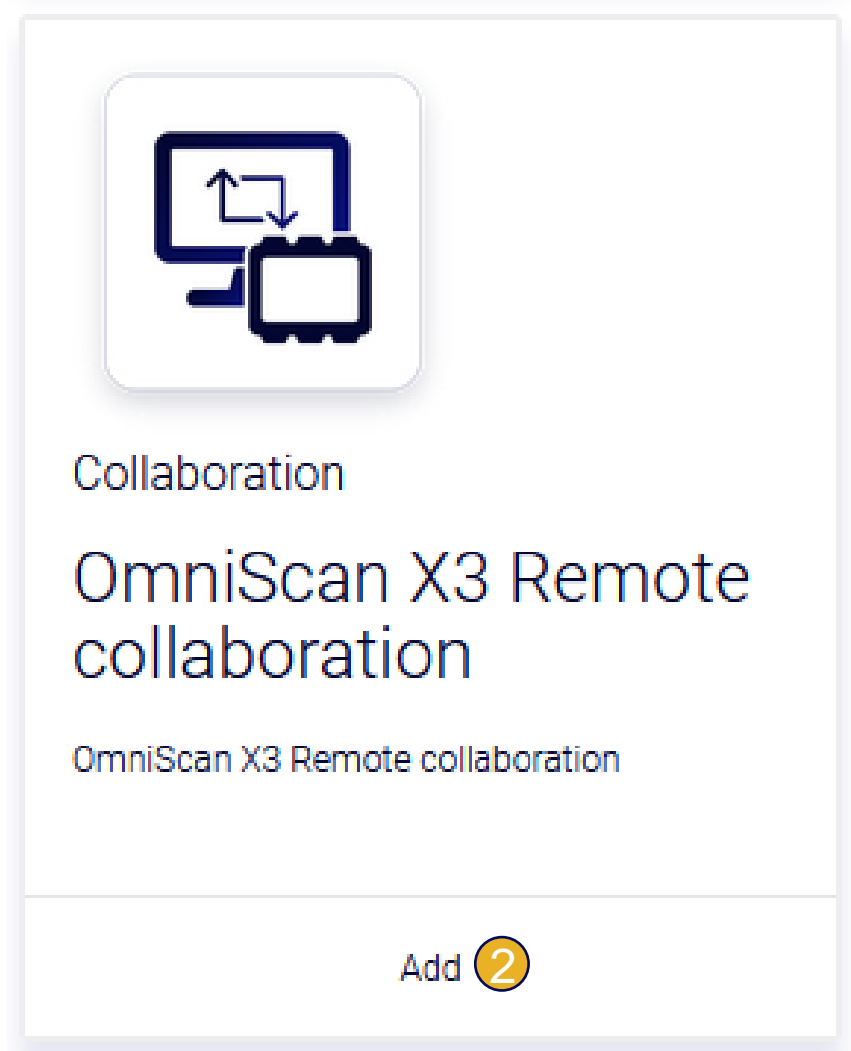 Collaboration
OmniScan X3 Remote
collaboration
OmniScan X3 Remote collaboration
Add 2